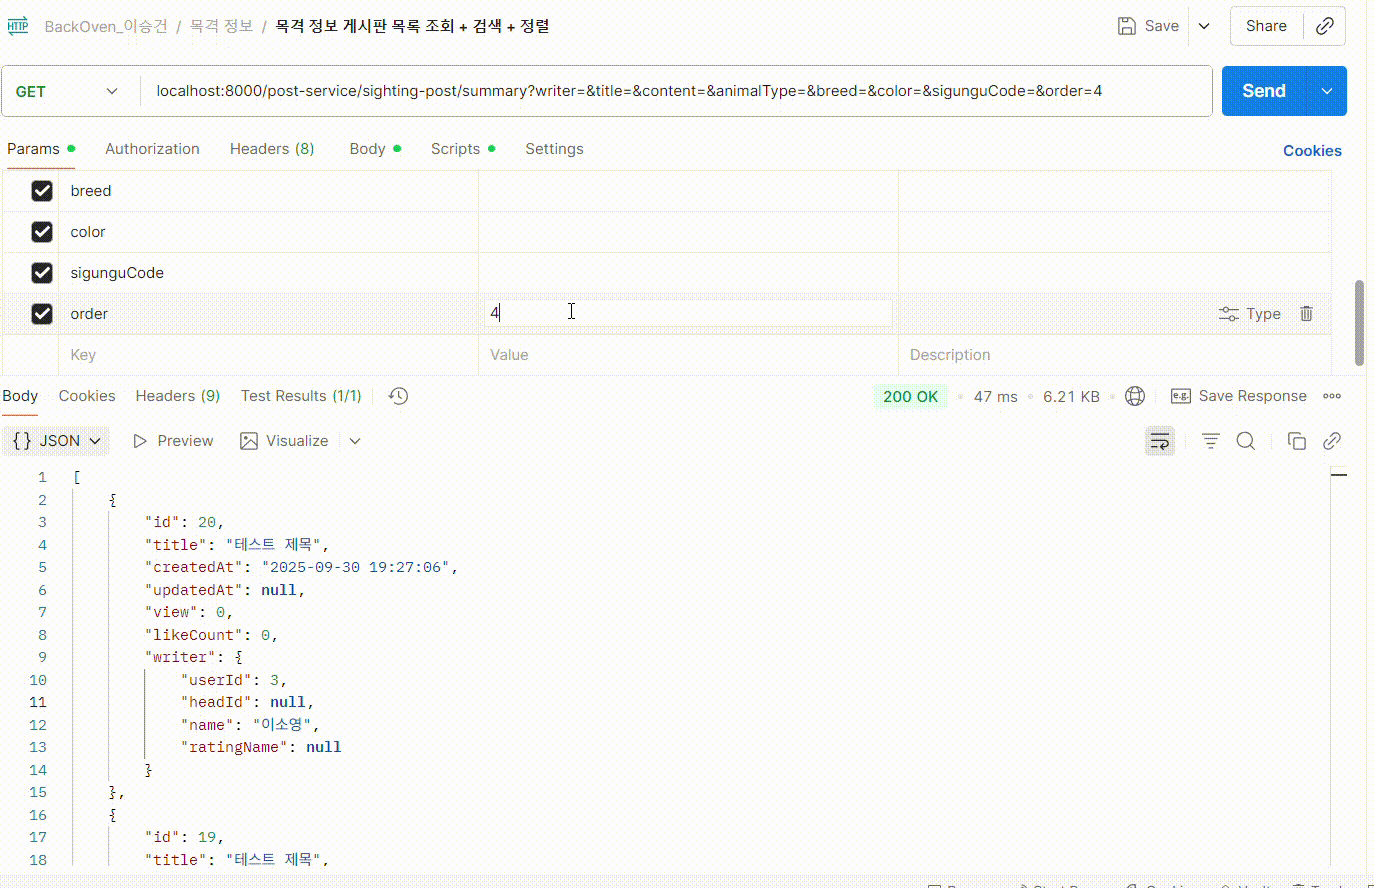 HTTP BackOven_이승건 / 목격 정보 / 목격 정보 게시판 목록 조회 + 검색 + 정렬 Save Share
GET localhost:8000/post-service/sighting-post/summary?writer=&title=&content=&animalType=&breed=&color=&sigunguCode=&order=4 Send
Params Authorization Headers (8) Body Scripts Settings Cookies
breed
color
sigunguCode
order 4 Type
Key Value Description
Body Cookies Headers (9) Test Results (1/1) 200 OK 47 ms 6.21 KB e.g. Save Response
{} JSON Preview Visualize
1 [
2 {
3 "id": 20,
4 "title": "테스트 제목",
5 "createdAt": "2025-09-30 19:27:06",
6 "updatedAt": null,
7 "view": 0,
8 "likeCount": 0,
9 "writer": {
10 "userId": 3,
11 "headId": null,
12 "name": "이소영",
13 "ratingName": null
14 }
15 },
16 {
17 "id": 19,
18 "title": "테스트 제목",